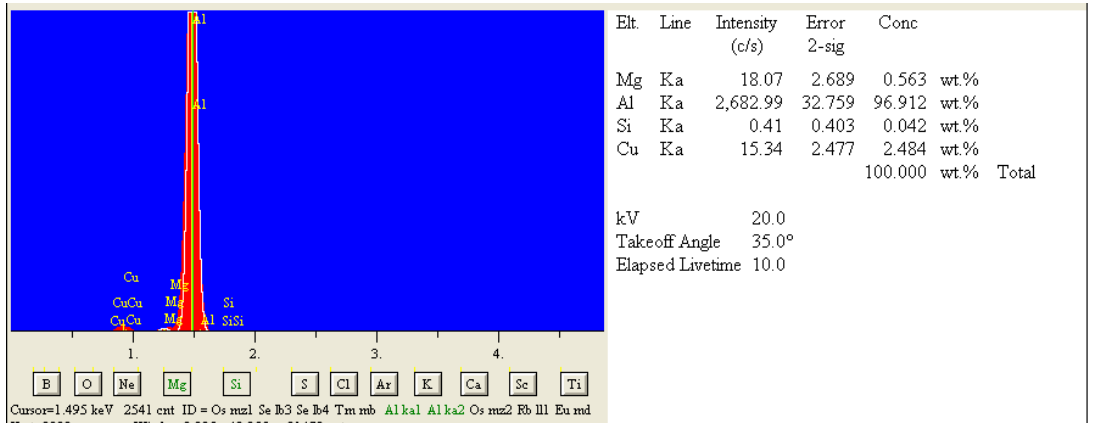 Al
Al
Cu
Mg
CuCu Mg Si
CuCu Mg Al SiSi
1. 2. 3. 4.
B O Ne Mg Si S Cl Ar K Ca Sc Ti
Cursor=1.495 keV 2541 cnt ID = Os mz1 Se lb3 Se lb4 Tm mb Al ka1 Al ka2 Os mz2 Rb ll1 Eu md
Elt. Line Intensity Error Conc
(c/s) 2-sig
Mg Ka 18.07 2.689 0.563 wt.%
Al Ka 2,682.99 32.759 96.912 wt.%
Si Ka 0.41 0.403 0.042 wt.%
Cu Ka 15.34 2.477 2.484 wt.%
100.000 wt.% Total
kV 20.0
Takeoff Angle 35.0°
Elapsed Livetime 10.0